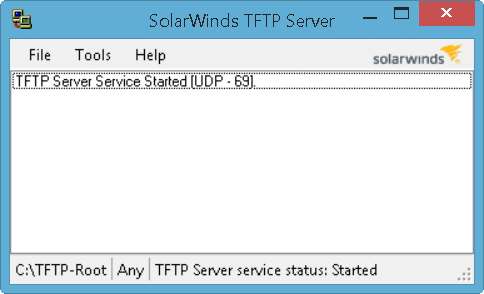 SolarWinds TFTP Server
File Tools Help
solarwinds
TFTP Server Service Started (UDP - 69).
C:\TFTP-Root Any TFTP Server service status: Started